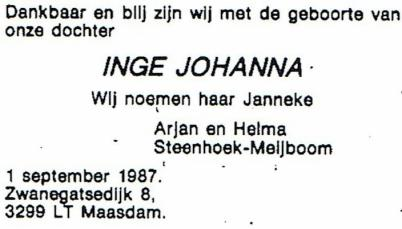 Dankbaar en blij zijn wij met de geboorte van
onze dochter
INGE JOHANNA
Wij noemen haar Janneke
Arjan en Helma
Steenhoek-Meijboom
1 september 1987.
Zwanegatsedijk 8,
3299 LT Maasdam.